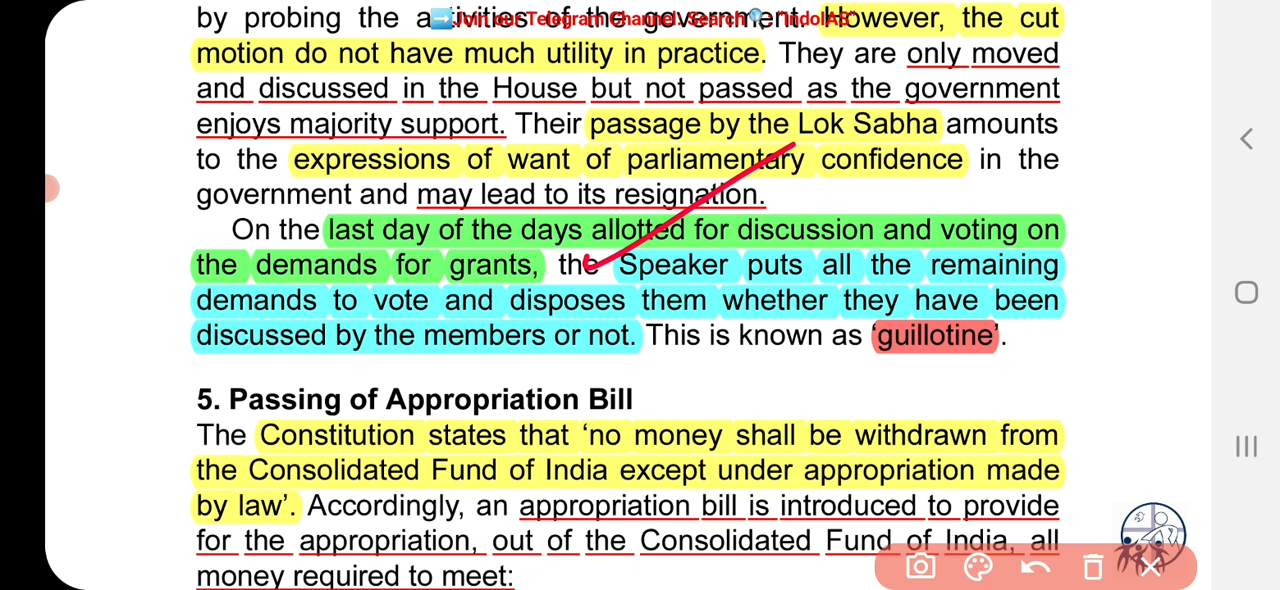 by probing the activities of the government. However, the cut
➡️Join our Telegram Channel. Search🔍 "IndoIAS"
motion do not have much utility in practice. They are only moved
and discussed in the House but not passed as the government
enjoys majority support. Their passage by the Lok Sabha amounts
to the expressions of want of parliamentary confidence in the
government and may lead to its resignation.
On the last day of the days allotted for discussion and voting on
the demands for grants, the Speaker puts all the remaining
demands to vote and disposes them whether they have been
discussed by the members or not. This is known as ‘guillotine’.
5. Passing of Appropriation Bill
The Constitution states that ‘no money shall be withdrawn from
the Consolidated Fund of India except under appropriation made
by law’. Accordingly, an appropriation bill is introduced to provide
for the appropriation, out of the Consolidated Fund of India, all
money required to meet: